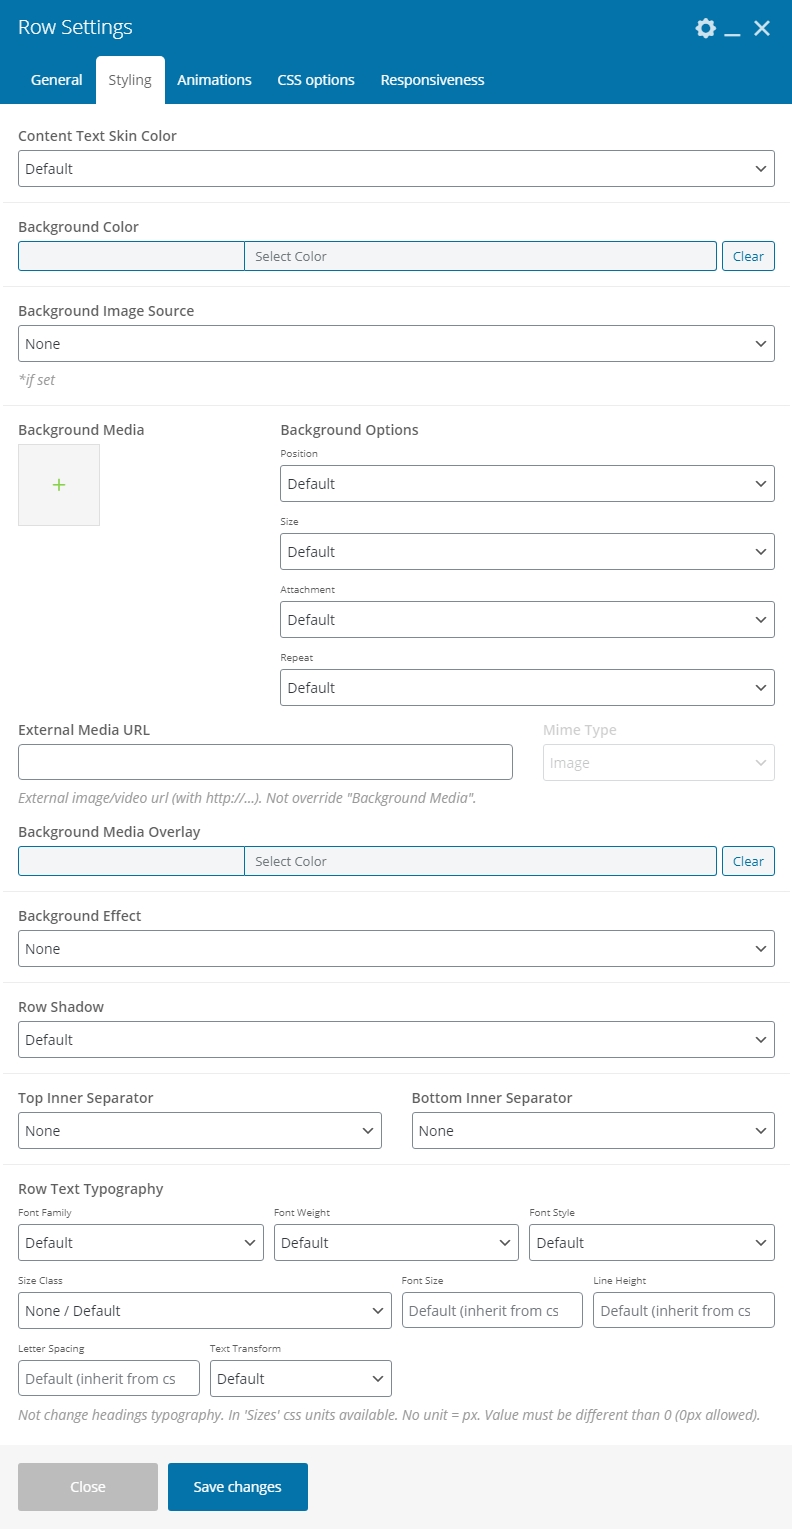 Row Settings
General Styling Animations CSS options Responsiveness
Content Text Skin Color
Default
Background Color
Select Color Clear
Background Image Source
None
*if set
Background Media
Background Options
Position
Default
Size
Default
Attachment
Default
Repeat
Default
External Media URL Mime Type
Image
External image/video url (with http://...). Not override "Background Media".
Background Media Overlay
Select Color Clear
Background Effect
None
Row Shadow
Default
Top Inner Separator Bottom Inner Separator
None None
Row Text Typography
Font Family Font Weight Font Style
Default Default Default
Size Class Font Size Line Height
None / Default Default (inherit from cs Default (inherit from cs
Letter Spacing Text Transform
Default (inherit from cs Default
Not change headings typography. In 'Sizes' css units available. No unit = px. Value must be different than 0 (0px allowed).
Close Save changes